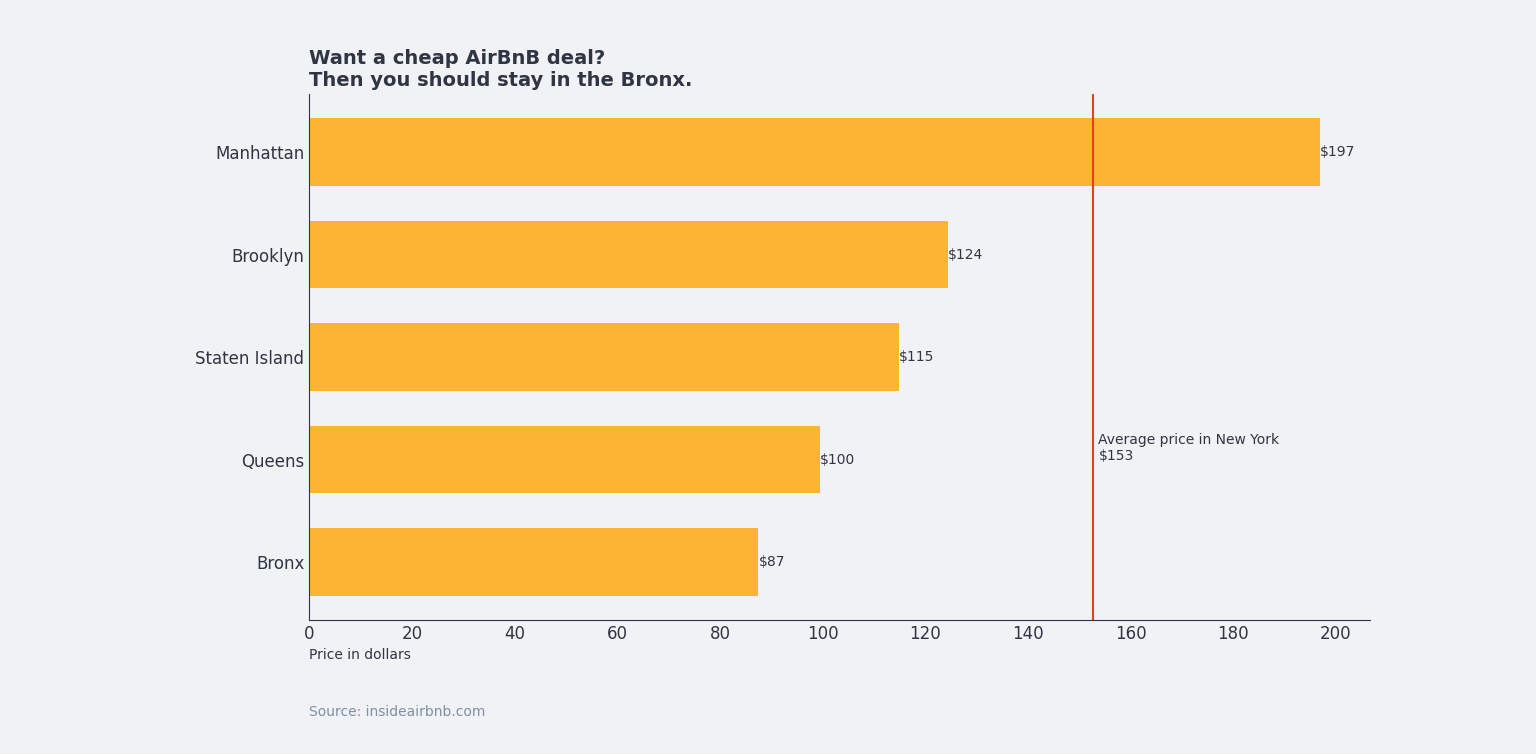 Want a cheap AirBnB deal?
Then you should stay in the Bronx.
Manhattan
$197
Brooklyn
$124
Staten Island
$115
Queens
$100
Average price in New York
$153
Bronx
$87
0 20 40 60 80 100 120 140 160 180 200
Price in dollars
Source: insideairbnb.com